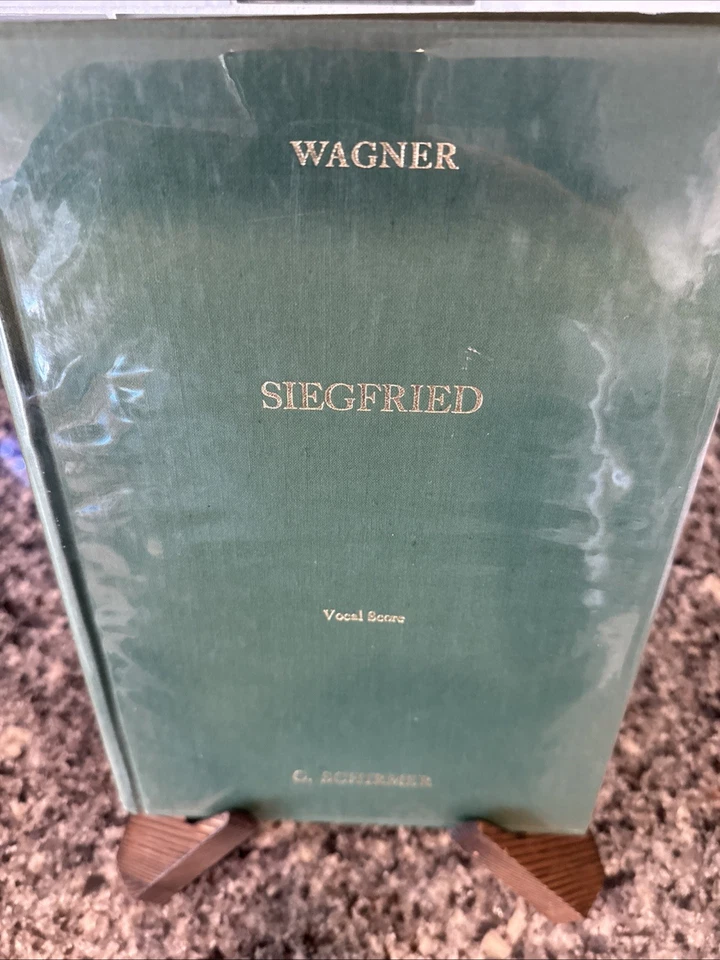 WAGNER
SIEGFRIED
Vocal Score
G. SCHIRMER